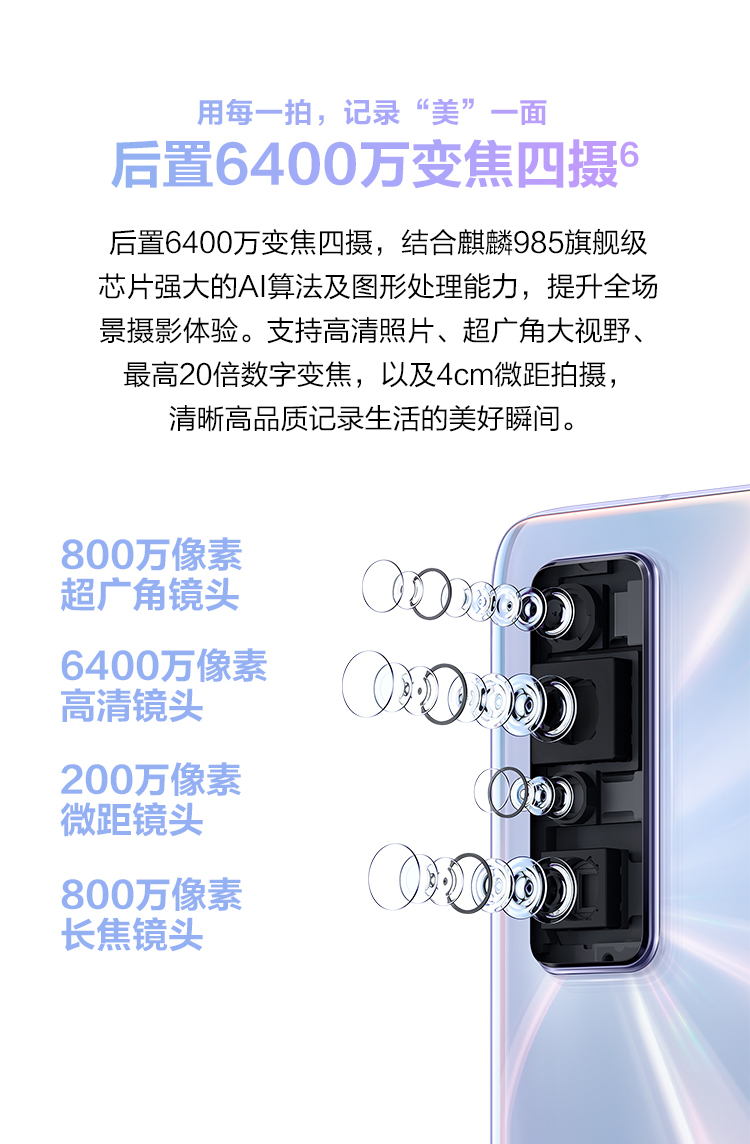 用每一拍，记录“美”一面
后置6400万变焦四摄6
后置6400万变焦四摄，结合麒麟985旗舰级
芯片强大的AI算法及图形处理能力，提升全场
景摄影体验。支持高清照片、超广角大视野、
最高20倍数字变焦，以及4cm微距拍摄，
清晰高品质记录生活的美好瞬间。
800万像素
超广角镜头
6400万像素
高清镜头
200万像素
微距镜头
800万像素
长焦镜头